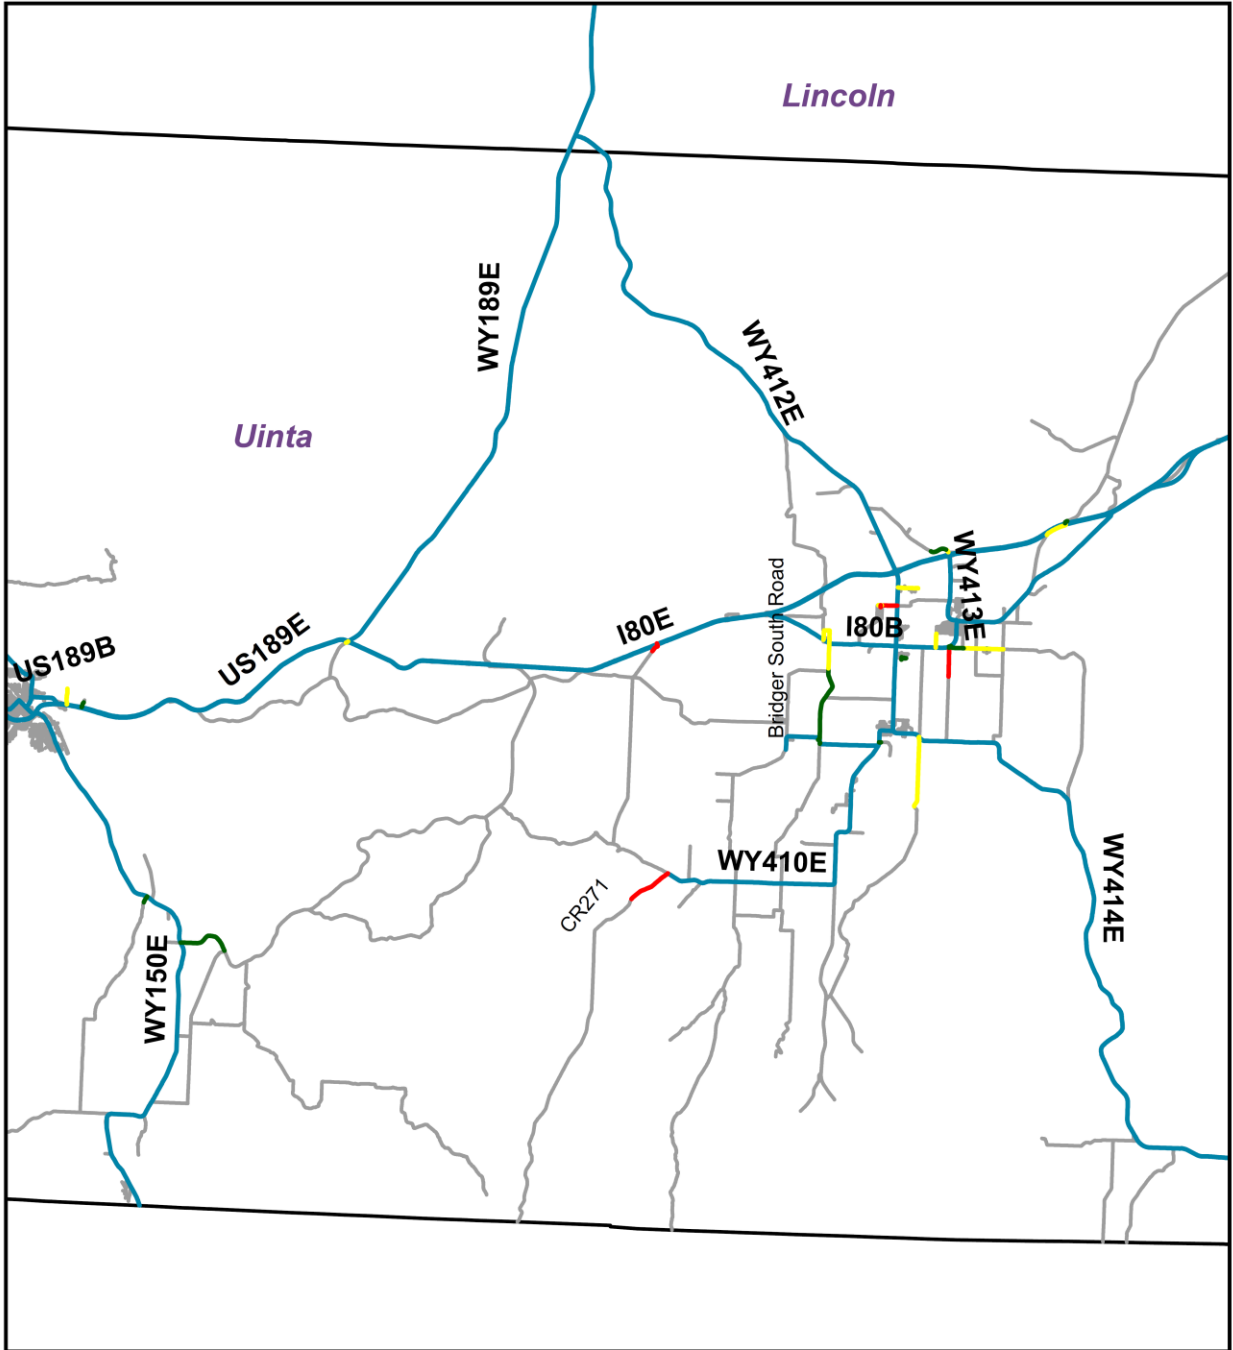 Lincoln
WY189E
WY412E
Uinta
WY413E
Bridger South Road
I80E
I80B
US189E
US189B
WY410E
CR271
WY414E
WY150E